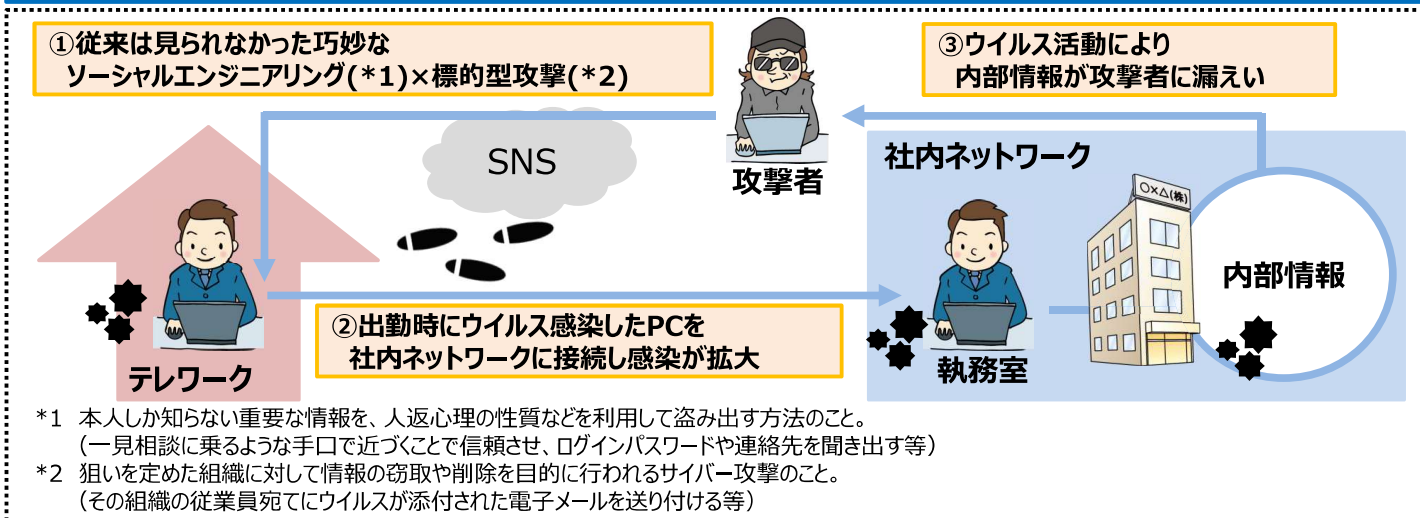 ①従来は見られなかった巧妙な
ソーシャルエンジニアリング(*1)×標的型攻撃(*2)
③ウイルス活動により
内部情報が攻撃者に漏えい
SNS
攻撃者
社内ネットワーク
○×△(株)
内部情報
②出勤時にウイルス感染したPCを
社内ネットワークに接続し感染が拡大
テレワーク
執務室
*1 本人しか知らない重要な情報を、人返心理の性質などを利用して盗み出す方法のこと。
（一見相談に乗るような手口で近づくことで信頼させ、ログインパスワードや連絡先を聞き出す等）
*2 狙いを定めた組織に対して情報の窃取や削除を目的に行われるサイバー攻撃のこと。
（その組織の従業員宛てにウイルスが添付された電子メールを送り付ける等）